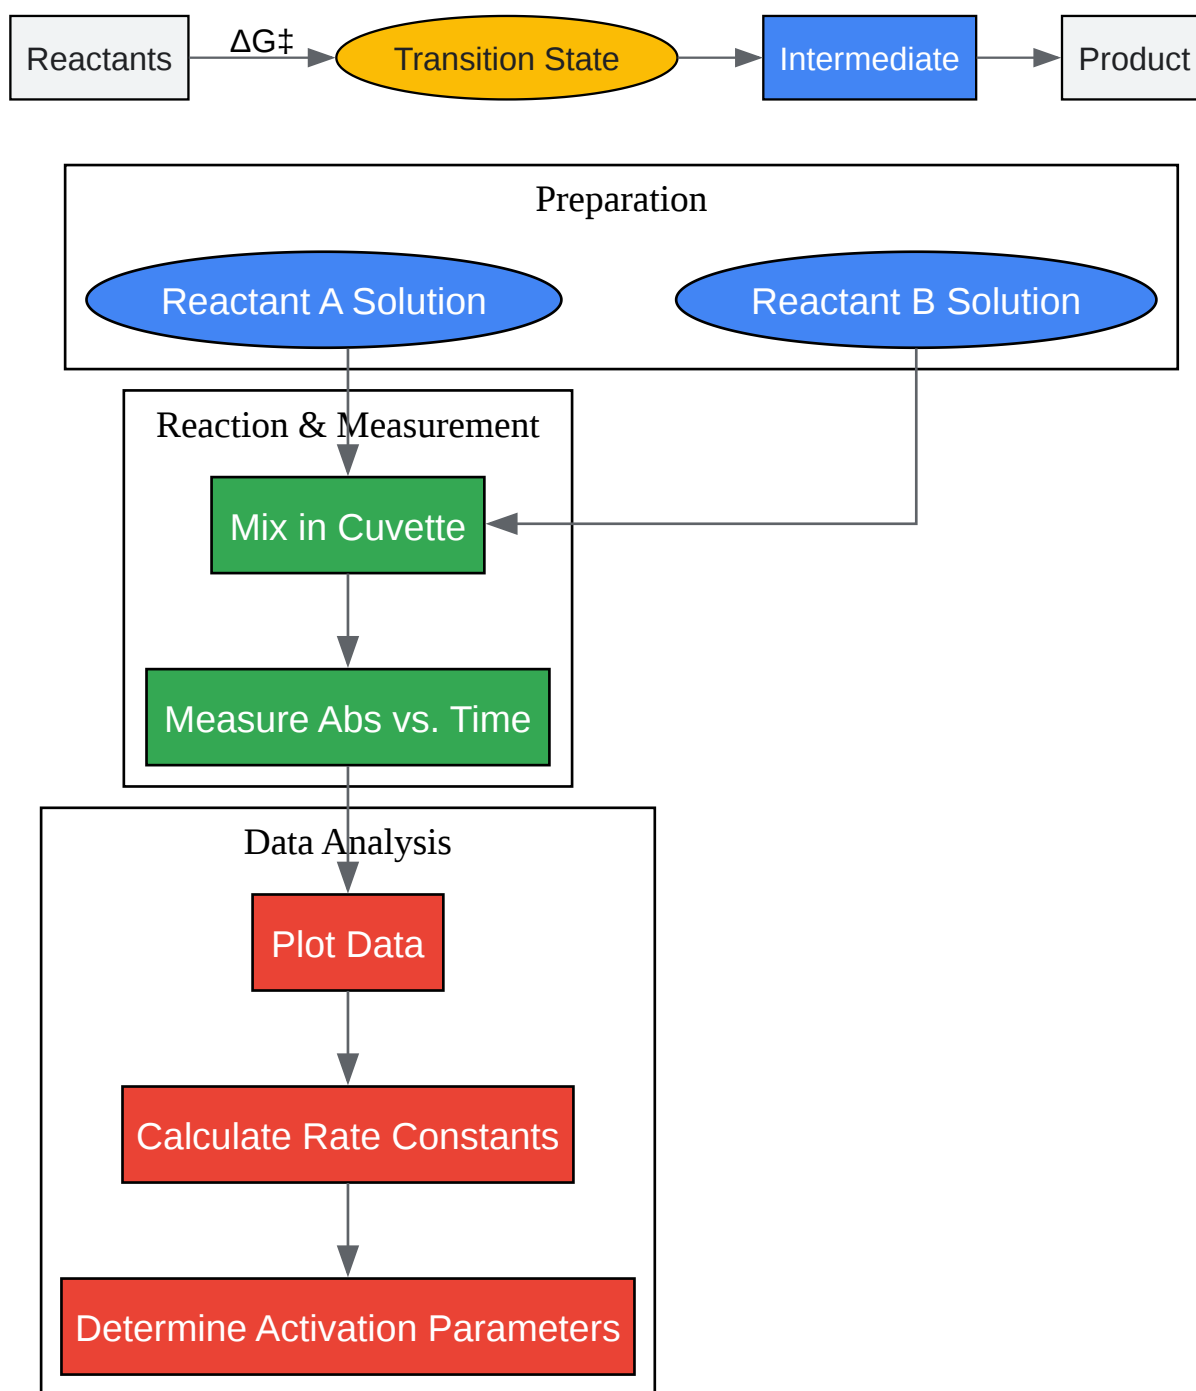 Reactants
ΔG‡
Transition State
Intermediate
Product
Preparation
Reactant A Solution
Reactant B Solution
Reaction & Measurement
Mix in Cuvette
Measure Abs vs. Time
Data Analysis
Plot Data
Calculate Rate Constants
Determine Activation Parameters